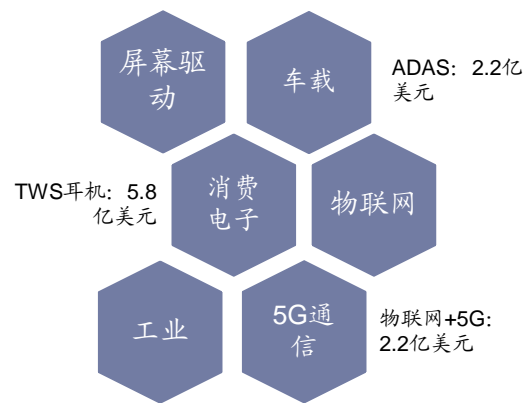 屏幕驱
动
车载
ADAS：2.2亿
美元
TWS耳机：5.8
亿美元
消费
电子
物联网
工业
5G通
信
物联网+5G：
2.2亿美元